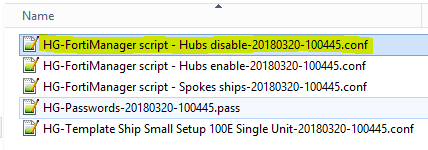 Name
HG-FortiManager script - Hubs disable-20180320-100445.conf
HG-FortiManager script - Hubs enable-20180320-100445.conf
HG-FortiManager script - Spokes ships-20180320-100445.conf
HG-Passwords-20180320-100445.pass
HG-Template Ship Small Setup 100E Single Unit-20180320-100445.conf